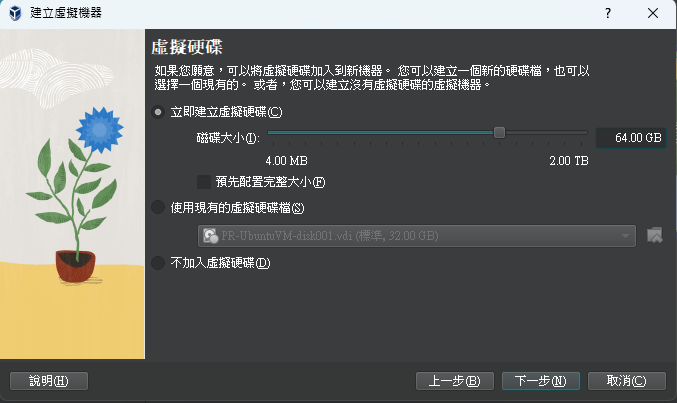 建立虛擬機器
?
虛擬硬碟
如果您願意，可以將虛擬硬碟加入到新機器。 您可以建立一個新的硬碟檔，也可以
選擇一個現有的。 或者，您可以建立沒有虛擬硬碟的虛擬機器。
立即建立虛擬硬碟(C)
磁碟大小(I):
64.00 GB
4.00 MB
2.00 TB
預先配置完整大小(F)
使用現有的虛擬硬碟檔(S)
PR-UbuntuVM-disk001.vdi (標準, 32.00 GB)
不加入虛擬硬碟(D)
說明(H)
上一步(B)
下一步(N)
取消(C)